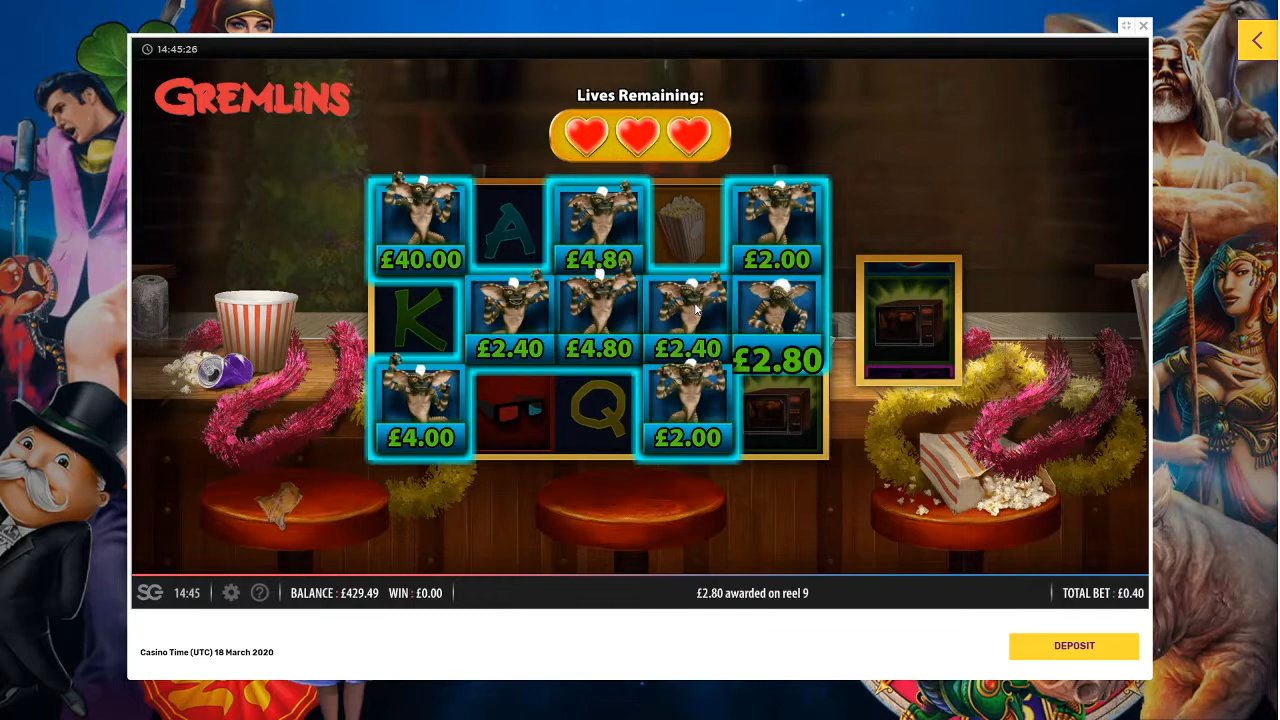 14:45:26
GREMLINS
Lives Remaining:
£40.00
A
£4.80
£2.00
K
£2.40
£4.80
£2.40
£2.80
£4.00
Q
£2.00
SG 14:45 BALANCE : £429.49 WIN : £0.00 £2.80 awarded on reel 9 TOTAL BET : £0.40
Casino Time (UTC) 18 March 2020
DEPOSIT